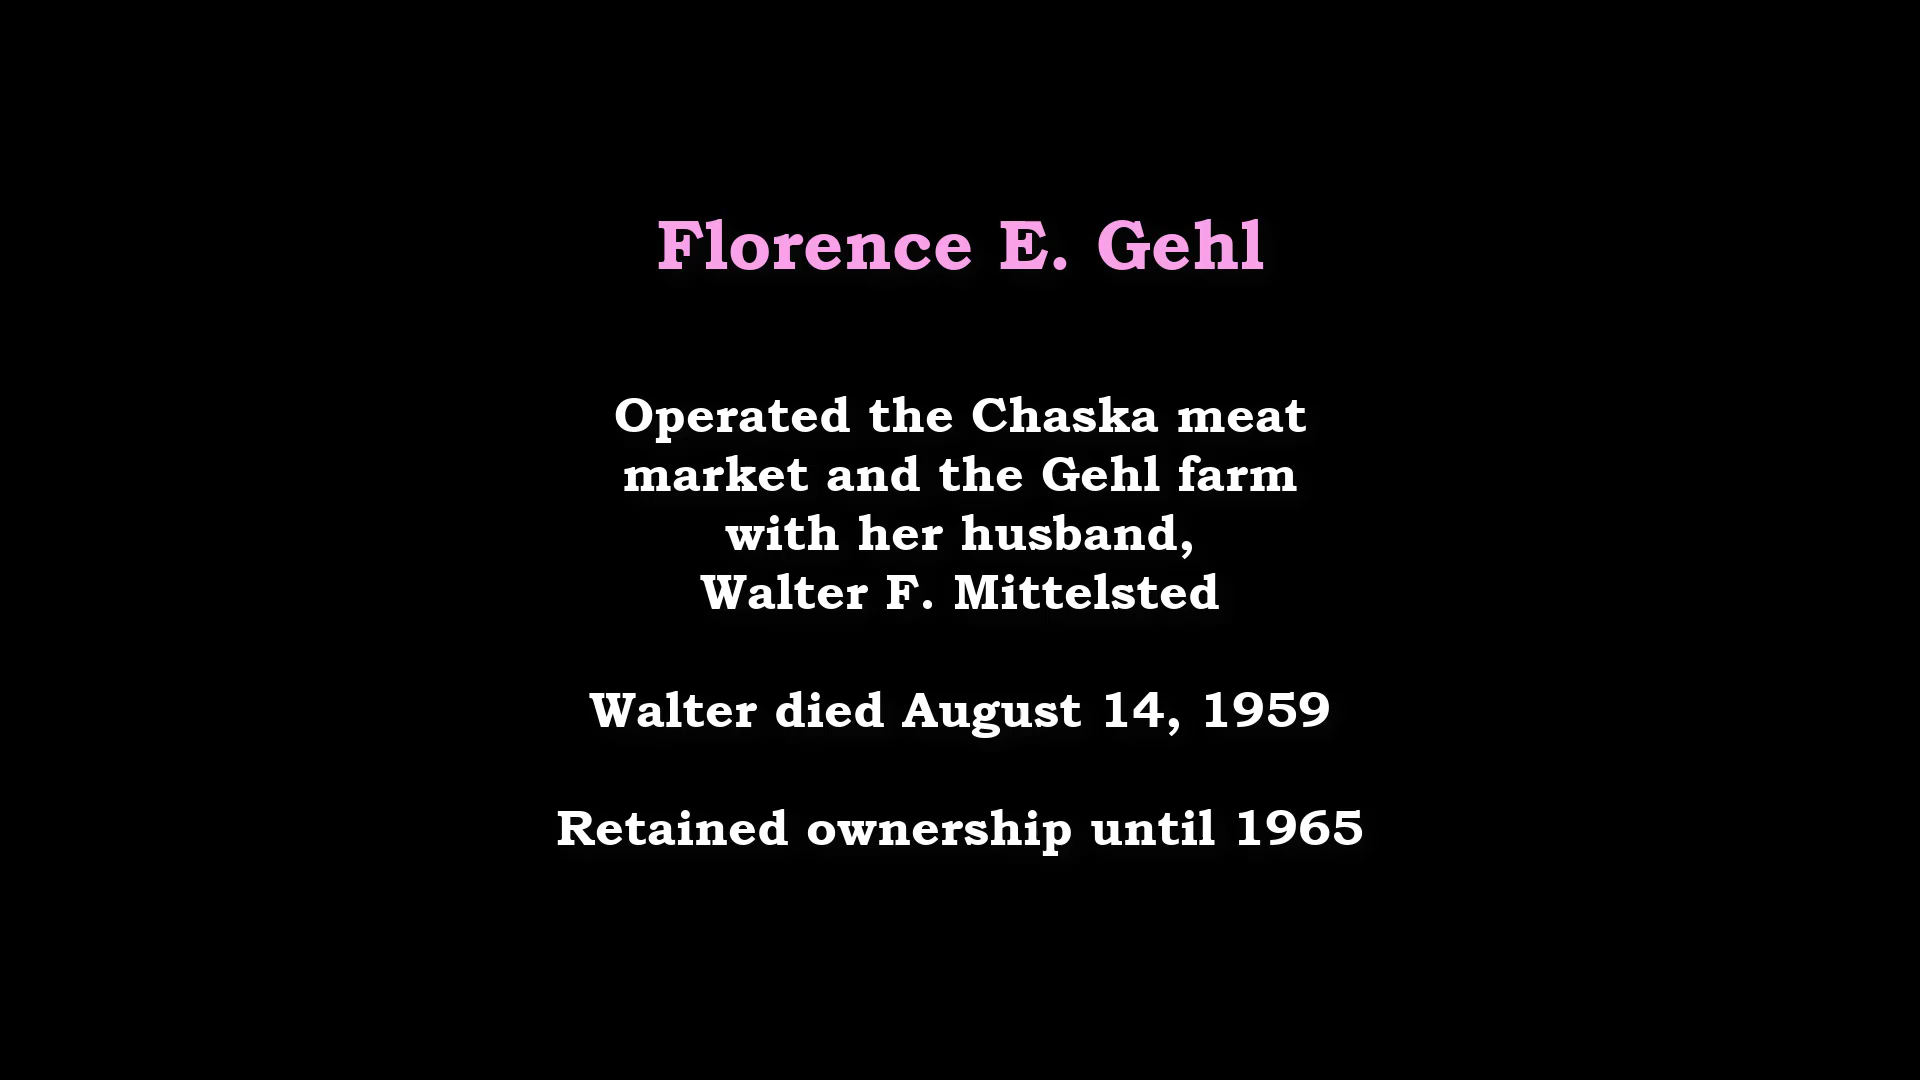 Florence E. Gehl
Operated the Chaska meat
market and the Gehl farm
with her husband,
Walter F. Mittelsted
Walter died August 14, 1959
Retained ownership until 1965